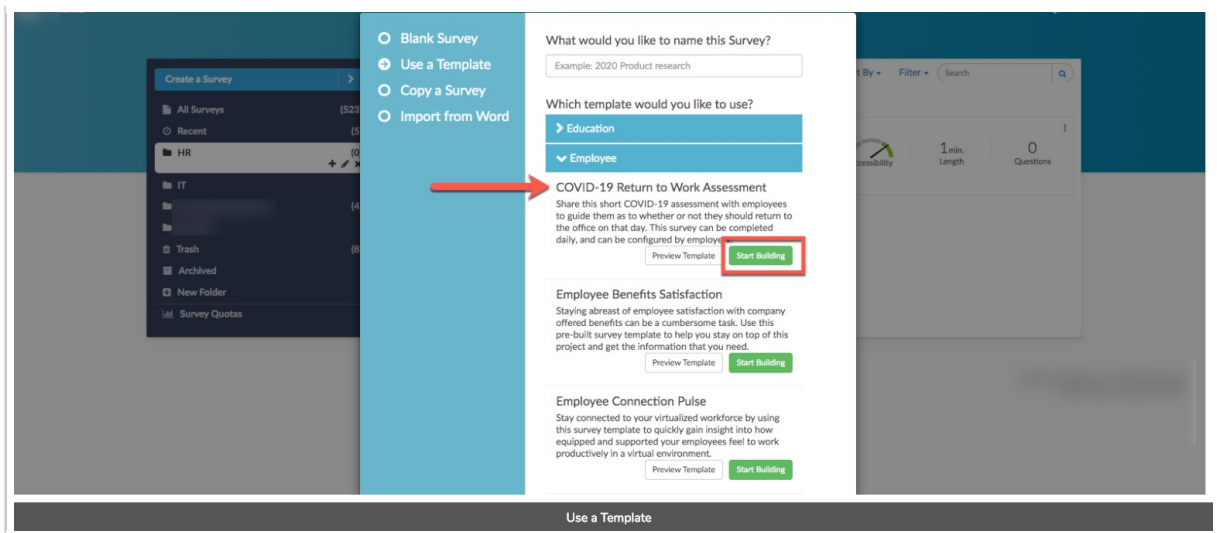 Blank Survey
Use a Template
Copy a Survey
Import from Word
What would you like to name this Survey?
Example: 2020 Product research
Which template would you like to use?
Education
Employee
COVID-19 Return to Work Assessment
Share this short COVID-19 assessment with employees
to guide them as to whether or not they should return to
the office on that day. This survey can be completed
daily, and can be configured by employe
Preview Template Start Building
Employee Benefits Satisfaction
Staying abreast of employee satisfaction with company
offered benefits can be a cumbersome task. Use this
pre-built survey template to help you stay on top of this
project and get the information that you need.
Preview Template Start Building
Employee Connection Pulse
Stay connected to your virtualized workforce by using
this survey template to quickly gain insight into how
equipped and supported your employees feel to work
productively in a virtual environment.
Preview Template Start Building
Create a Survey
All Surveys (523
Recent (5
HR (0
IT
(4
Trash (8
Archived
New Folder
Survey Quotas
t By Filter Search
cessibility
1 min.
Length
0
Questions
Use a Template